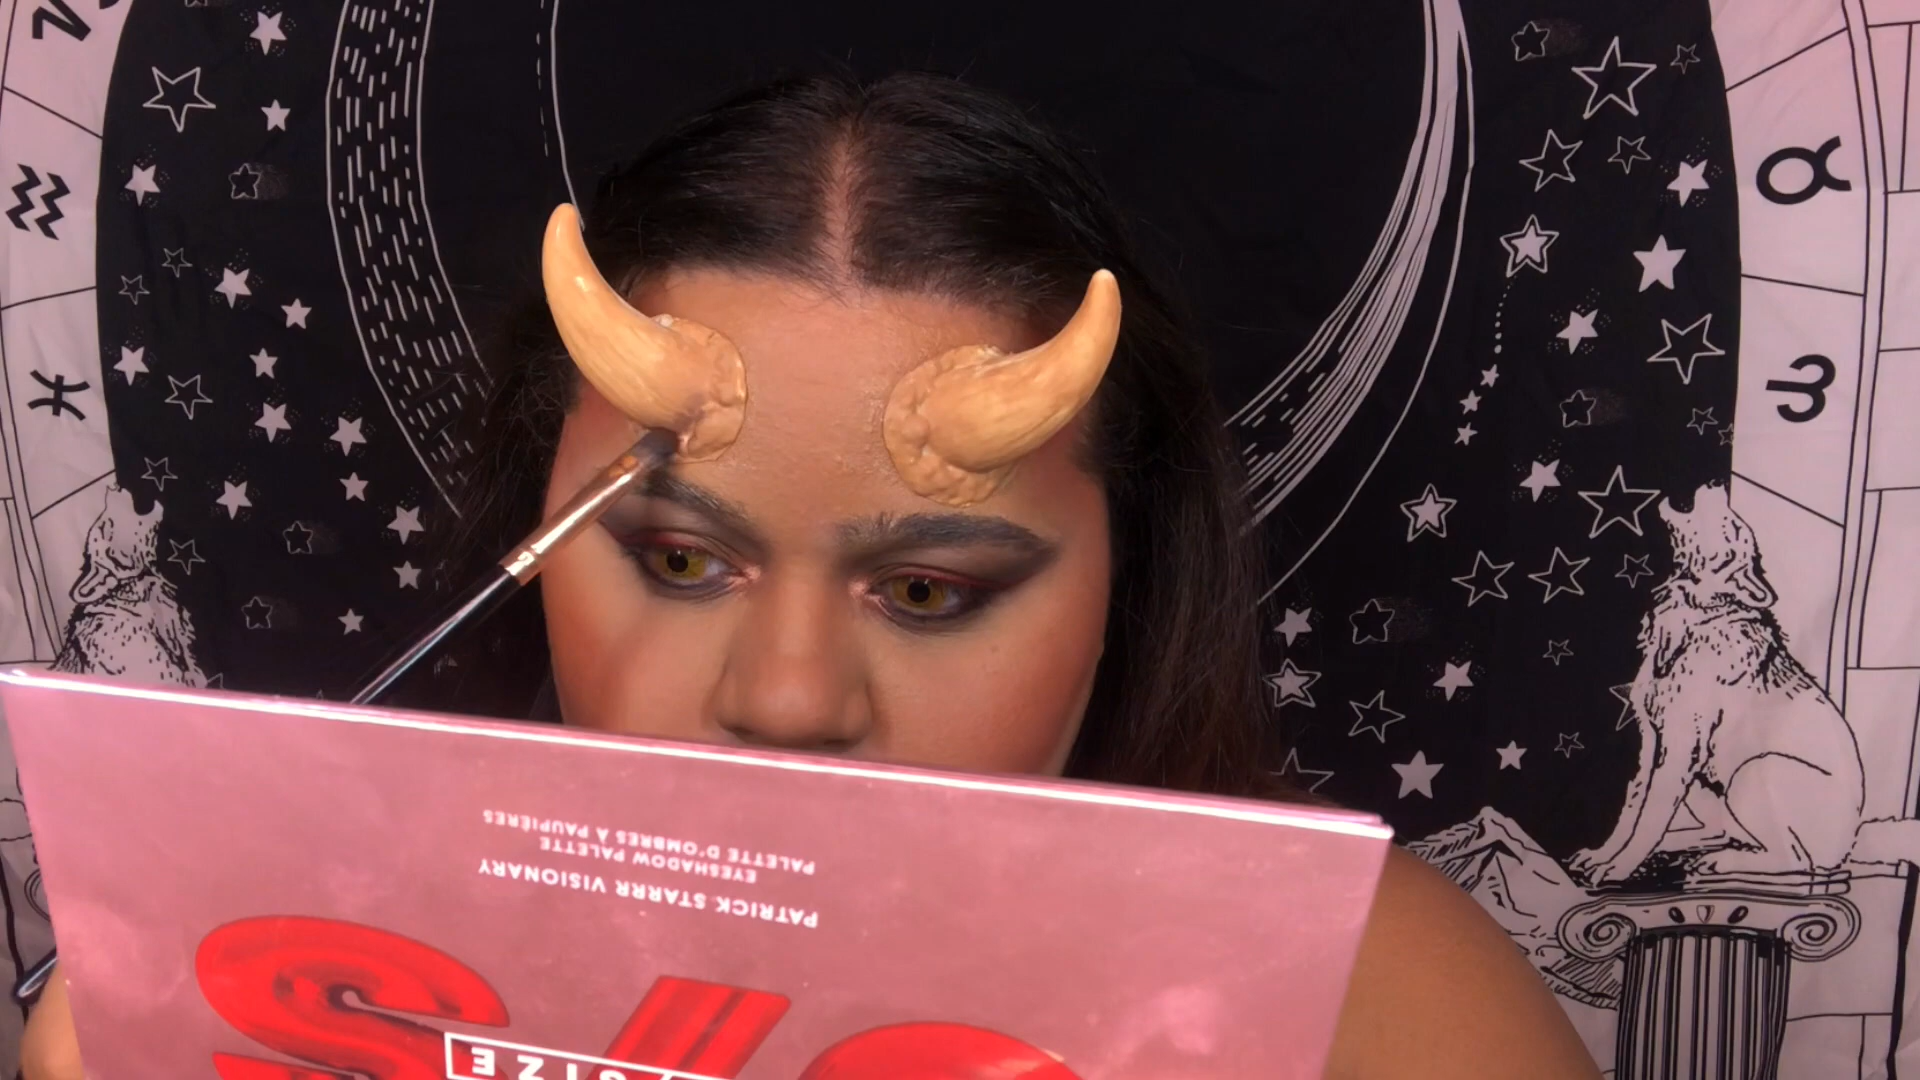 PATRICK STARRR VISIONARY
EYESHADOW PALETTE
PALETTE D'OMBRES À PAUPIÈRES
SIZE